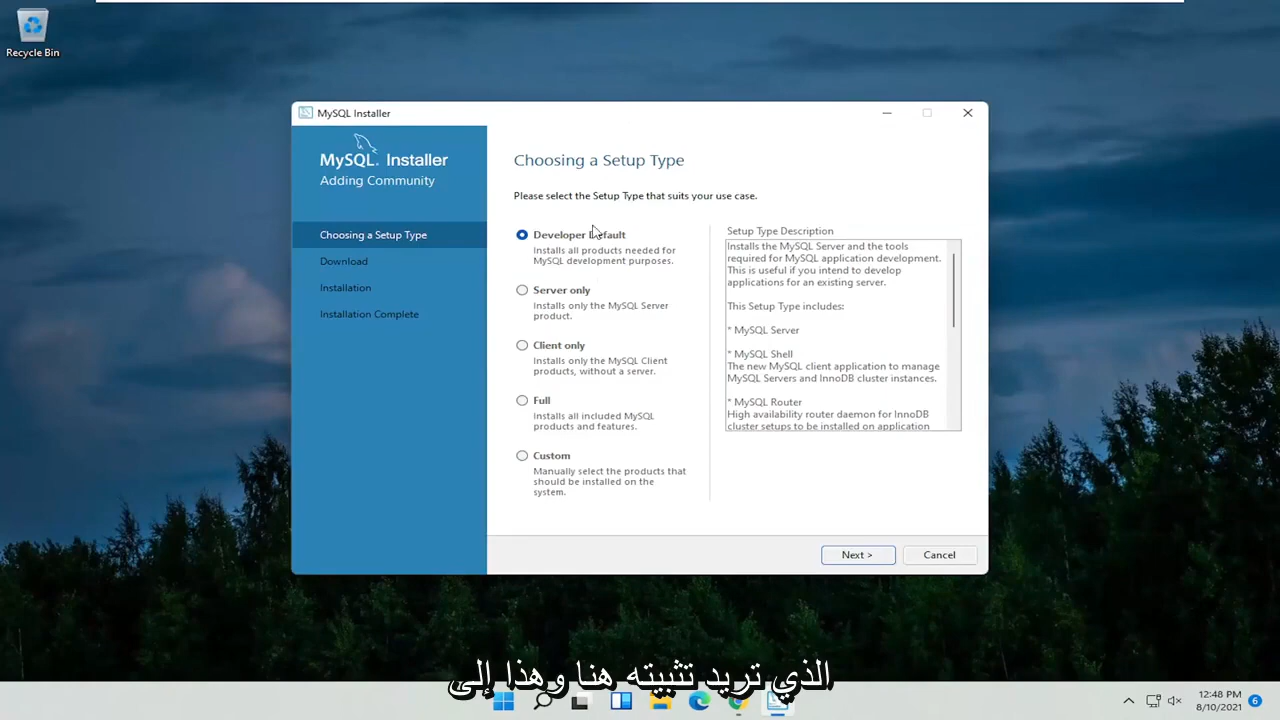 Recycle Bin
MySQL Installer
MySQL. Installer
Adding Community
Choosing a Setup Type
Download
Installation
Installation Complete
Choosing a Setup Type
Please select the Setup Type that suits your use case.
Developer Default
Installs all products needed for
MySQL development purposes.
Server only
Installs only the MySQL Server
product.
Client only
Installs only the MySQL Client
products, without a server.
Full
Installs all included MySQL
products and features.
Custom
Manually select the products that
should be installed on the
system.
Setup Type Description
Installs the MySQL Server and the tools
required for MySQL application development.
This is useful if you intend to develop
applications for an existing server.
This Setup Type includes:
* MySQL Server
* MySQL Shell
The new MySQL client application to manage
MySQL Servers and InnoDB cluster instances.
* MySQL Router
High availability router daemon for InnoDB
cluster setups to be installed on application
Next >
Cancel
الذي تريد تثبيته هنا وهذا إلى
12:48 PM
8/10/2021
6